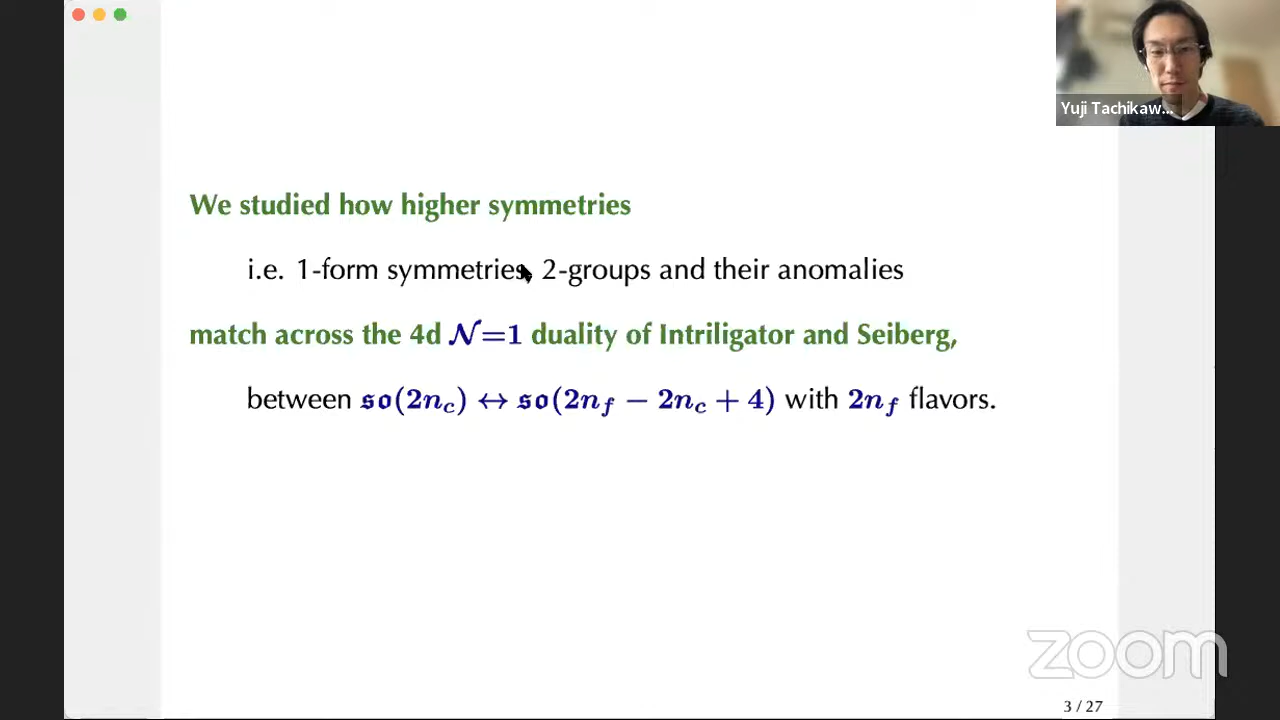 Yuji Tachikaw...
We studied how higher symmetries
i.e. 1-form symmetries, 2-groups and their anomalies
match across the 4d 𝒩=1 duality of Intriligator and Seiberg,
between 𝖘𝖔(2n_c) ↔ 𝖘𝖔(2n_f − 2n_c + 4) with 2n_f flavors.
zoom
3 / 27